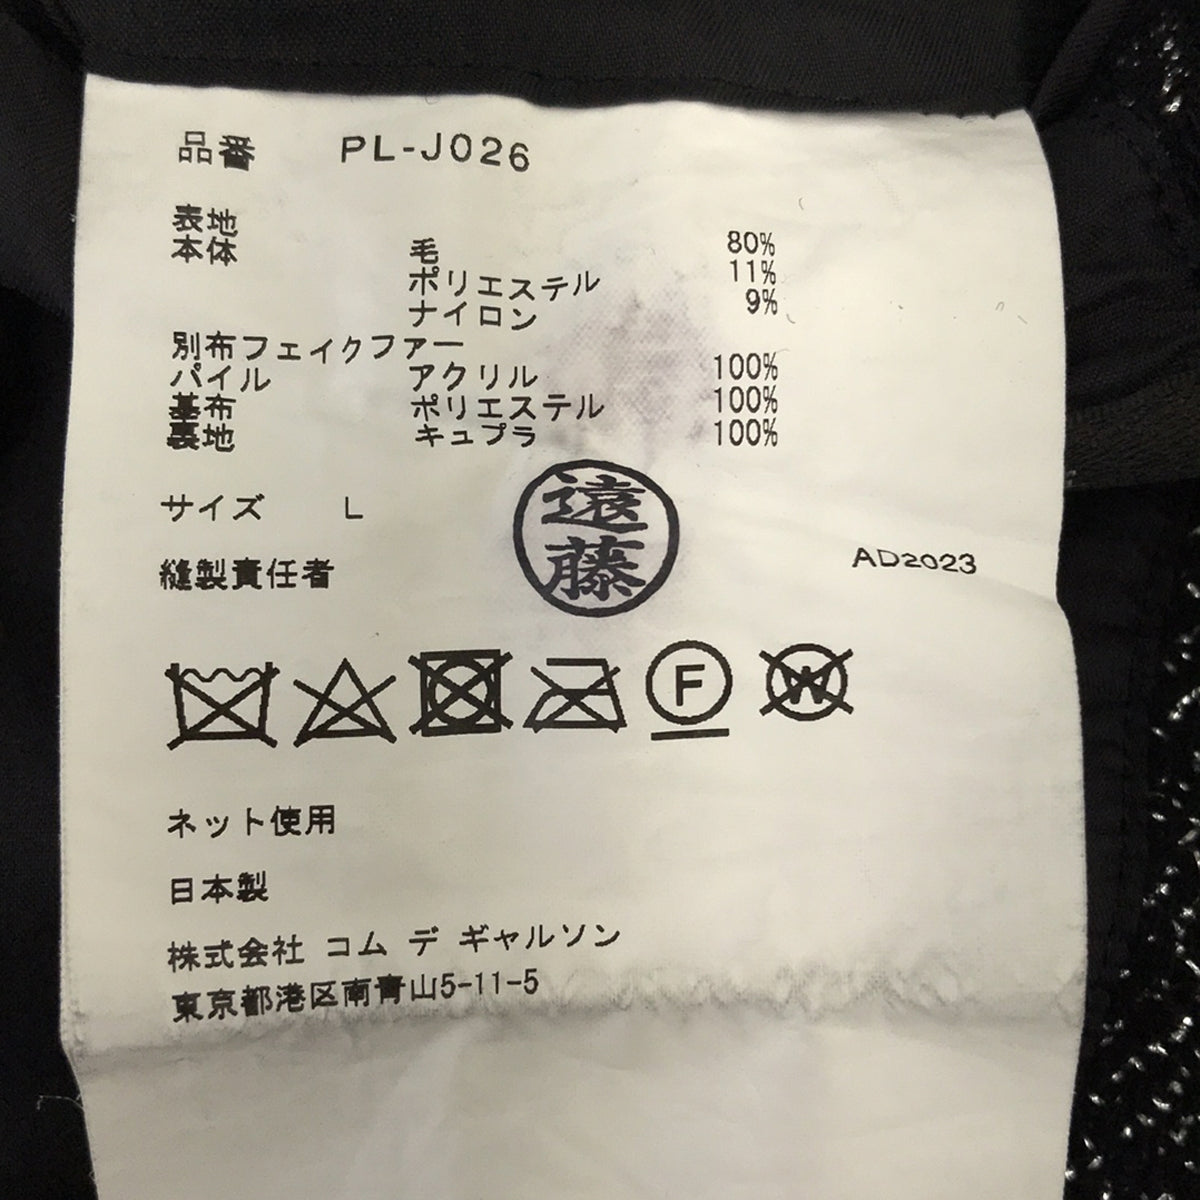 品番 PL-J026
表地
本体 毛 80%
ポリエステル 11%
ナイロン 9%
別布フェイクファー
パイル アクリル 100%
基布 ポリエステル 100%
裏地 キュプラ 100%
サイズ L
遠藤
縫製責任者 AD2023
F W
ネット使用
日本製
株式会社 コム デ ギャルソン
東京都港区南青山5-11-5